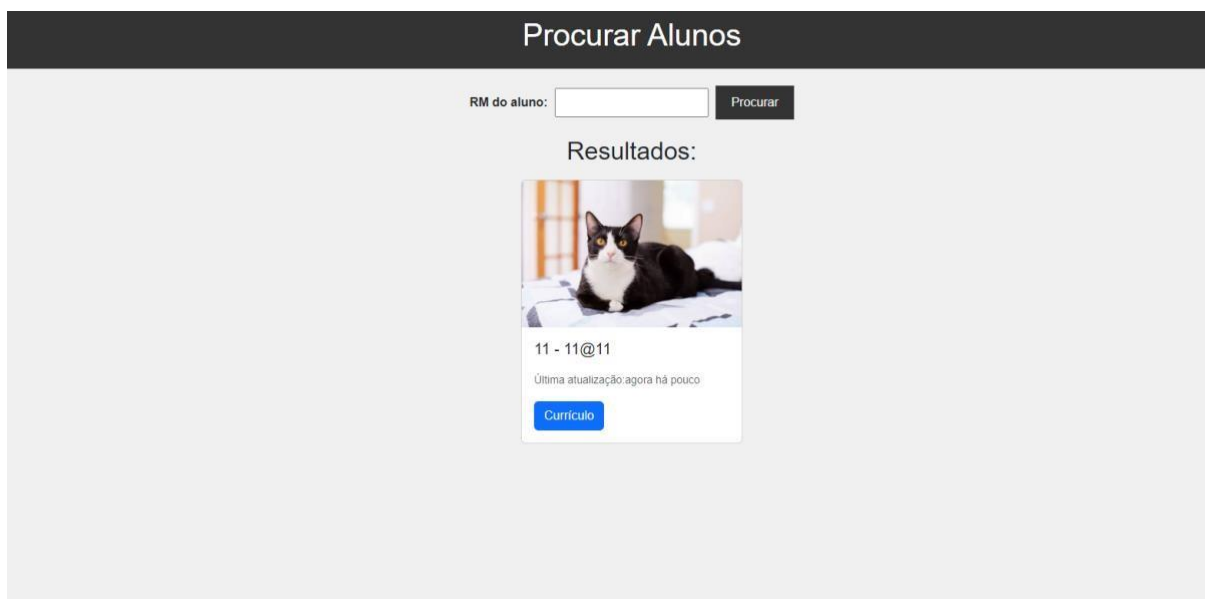 Procurar Alunos
RM do aluno: Procurar
Resultados:
11 - 11@11
Última atualização:agora há pouco
Currículo